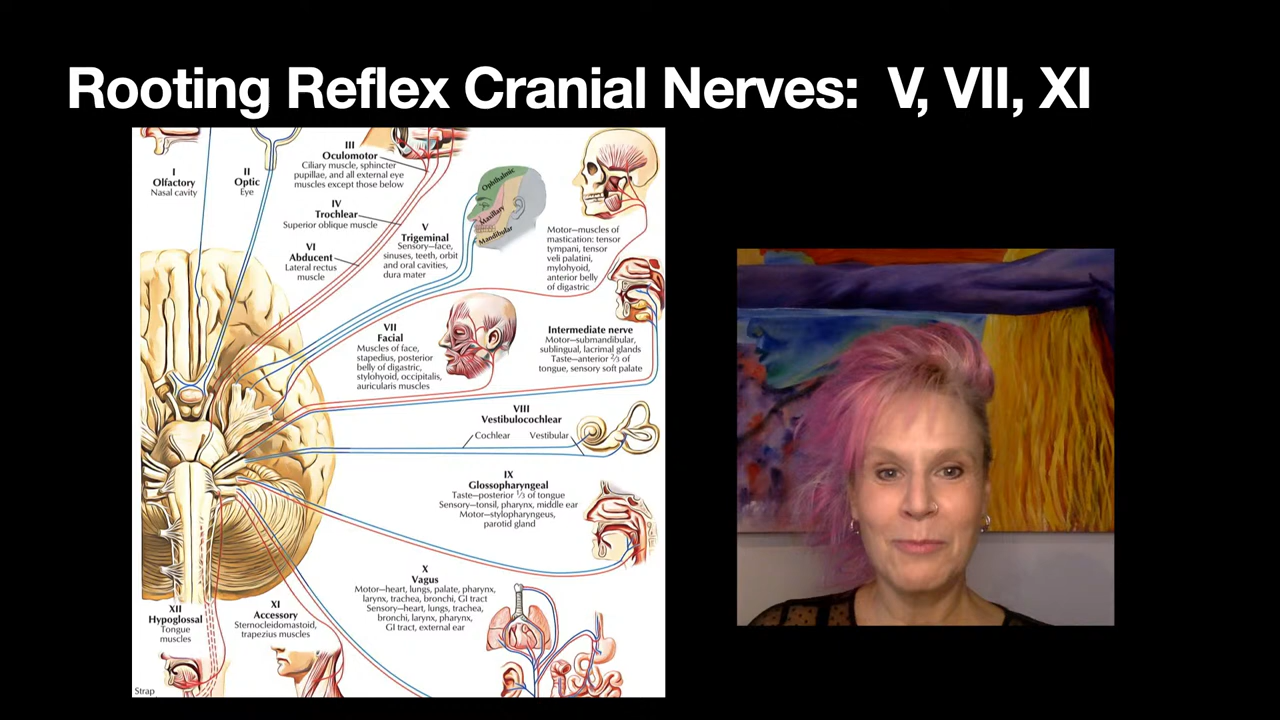 Rooting Reflex Cranial Nerves: V, VII, XI
I
Olfactory
Nasal cavity
II
Optic
Eye
III
Oculomotor
Ciliary muscle, sphincter
pupillae, and all external eye
muscles except those below
IV
Trochlear
Superior oblique muscle
VI
Abducent
Lateral rectus
muscle
V
Trigeminal
Sensory—face,
sinuses, teeth, orbit
and oral cavities,
dura mater
Ophthalmic
Maxillary
Mandibular
Motor—muscles of
mastication: tensor
tympani, tensor
veli palatini,
mylohyoid,
anterior belly
of digastric
VII
Facial
Muscles of face,
stapedius, posterior
belly of digastric,
stylohyoid, occipitalis,
auricularis muscles
Intermediate nerve
Motor—submandibular,
sublingual, lacrimal glands
Taste—anterior 2/3 of
tongue, sensory soft palate
VIII
Vestibulocochlear
Cochlear
Vestibular
IX
Glossopharyngeal
Taste—posterior 1/3 of tongue
Sensory—tonsil, pharynx, middle ear
Motor—stylopharyngeus,
parotid gland
X
Vagus
Motor—heart, lungs, palate, pharynx,
larynx, trachea, bronchi, GI tract
Sensory—heart, lungs, trachea,
bronchi, larynx, pharynx,
GI tract, external ear
XII
Hypoglossal
Tongue
muscles
XI
Accessory
Sternocleidomastoid,
trapezius muscles
Strap